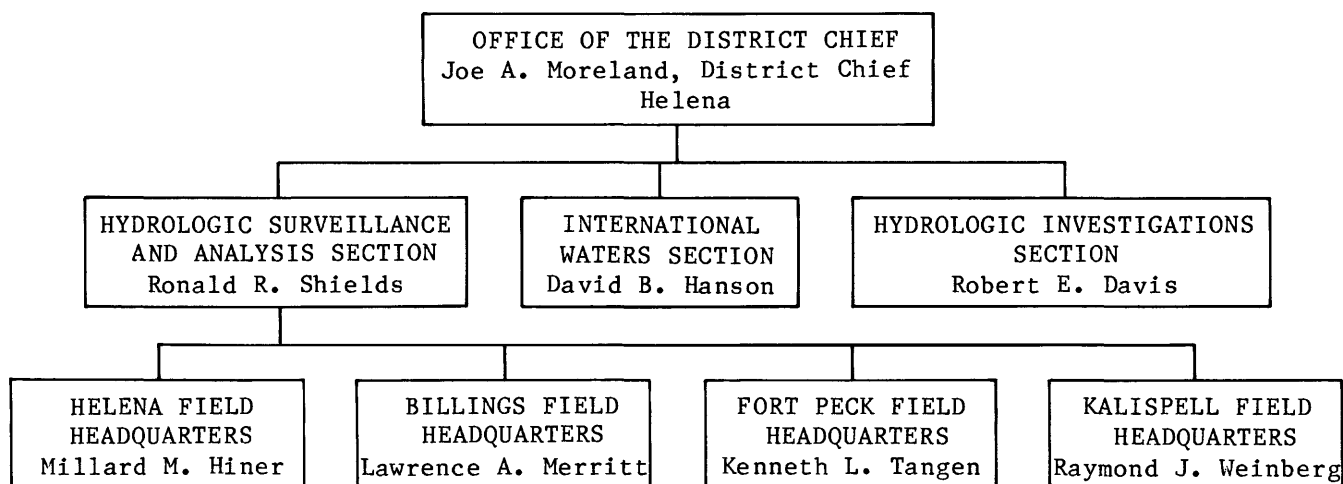 OFFICE OF THE DISTRICT CHIEF
Joe A. Moreland, District Chief
Helena
HYDROLOGIC SURVEILLANCE
AND ANALYSIS SECTION
Ronald R. Shields
INTERNATIONAL
WATERS SECTION
David B. Hanson
HYDROLOGIC INVESTIGATIONS
SECTION
Robert E. Davis
HELENA FIELD
HEADQUARTERS
Millard M. Hiner
BILLINGS FIELD
HEADQUARTERS
Lawrence A. Merritt
FORT PECK FIELD
HEADQUARTERS
Kenneth L. Tangen
KALISPELL FIELD
HEADQUARTERS
Raymond J. Weinberg